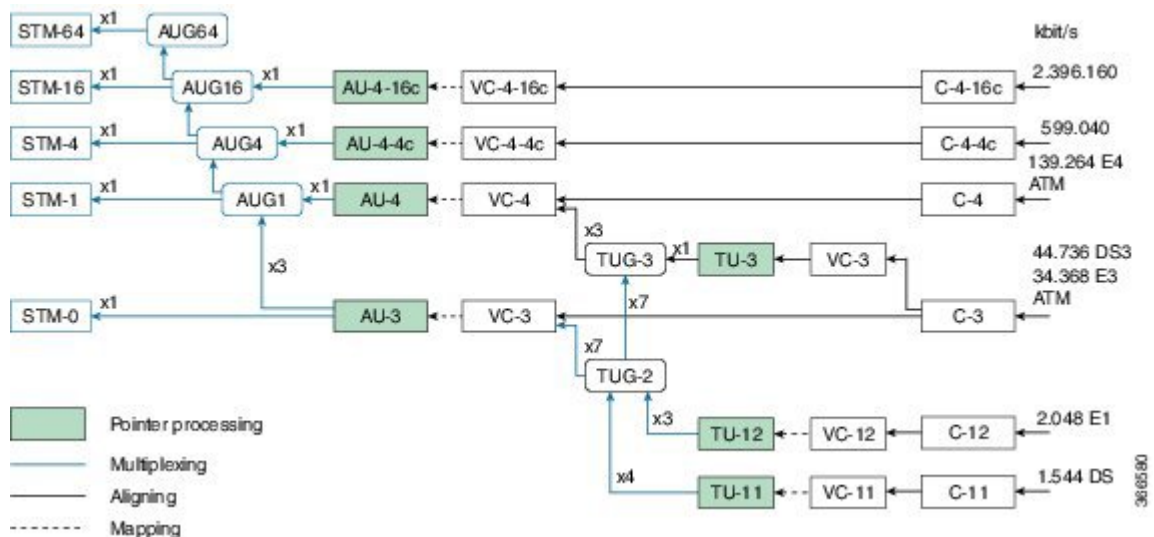 STM-64
x1
AUG64
kbit/s
STM-16
x1
AUG16
x1
AU-4-16c
VC-4-16c
C-4-16c
2.396.160
STM-4
x1
AUG4
x1
AU-4-4c
VC-4-4c
C-4-4c
599.040
139.264 E4
ATM
STM-1
x1
AUG1
x1
AU-4
VC-4
C-4
x3
TUG-3
x1
TU-3
VC-3
44.736 DS3
34.368 E3
ATM
x3
x7
STM-0
x1
AU-3
VC-3
C-3
x7
TUG-2
Pointer processing
x3
TU-12
VC-12
C-12
2.048 E1
Multiplexing
x4
TU-11
VC-11
C-11
1.544 DS
Aligning
Mapping
366580